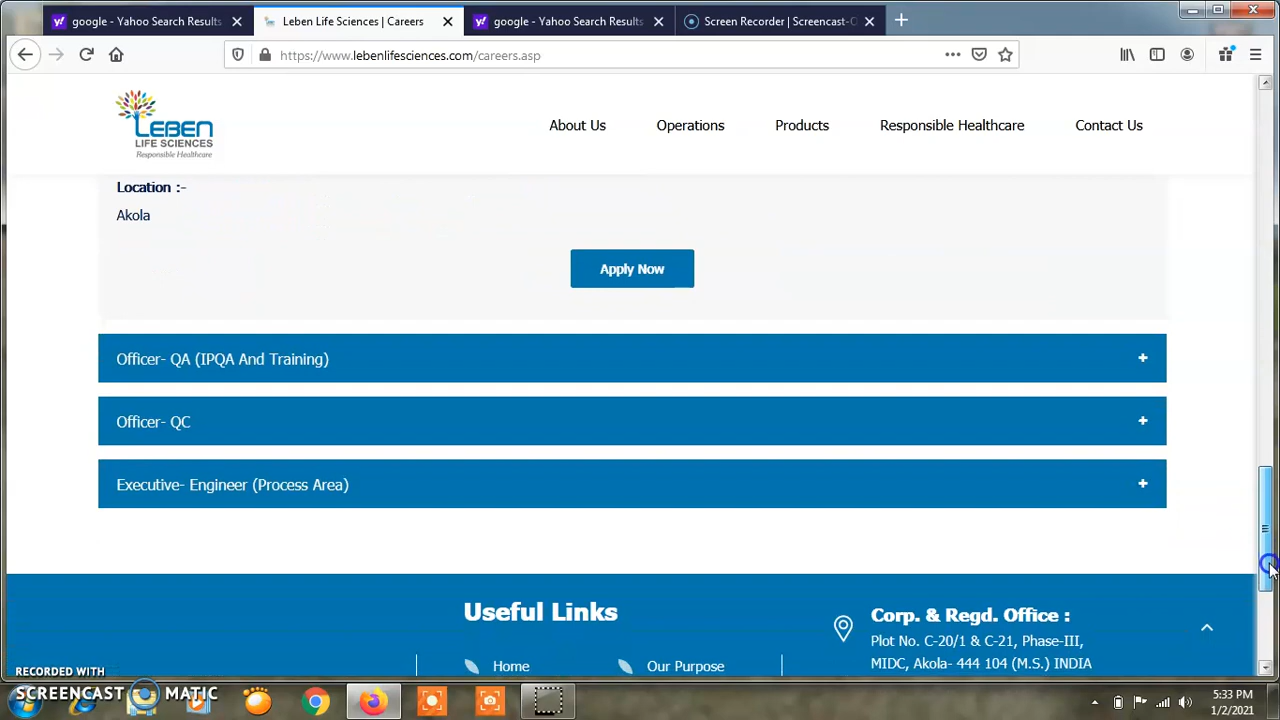 google - Yahoo Search Results
Leben Life Sciences | Careers
google - Yahoo Search Results
Screen Recorder | Screencast-O
https://www.lebenlifesciences.com/careers.asp
LEBEN
LIFE SCIENCES
Responsible Healthcare
About Us
Operations
Products
Responsible Healthcare
Contact Us
Location :-
Akola
Apply Now
Officer- QA (IPQA And Training)
Officer- QC
Executive- Engineer (Process Area)
Useful Links
Home
Our Purpose
Corp. & Regd. Office :
Plot No. C-20/1 & C-21, Phase-III,
MIDC, Akola- 444 104 (M.S.) INDIA
RECORDED WITH
SCREENCAST MATIC
5:33 PM
1/2/2021